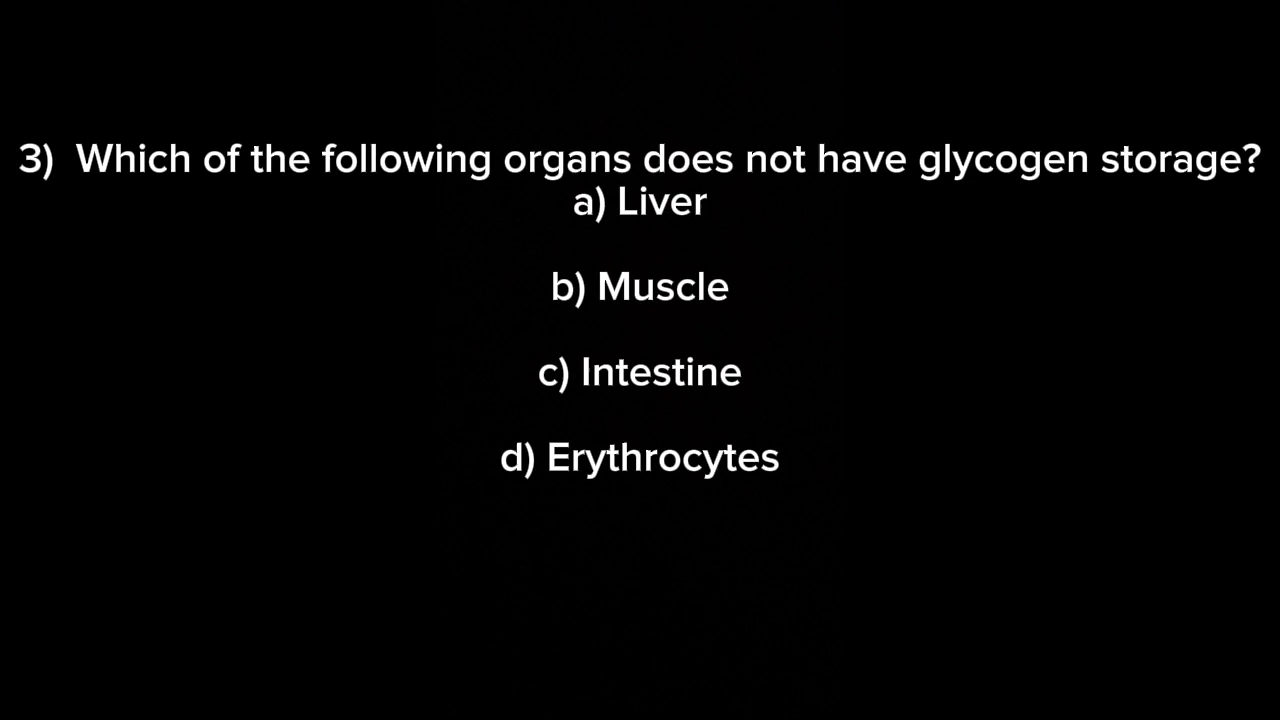 3) Which of the following organs does not have glycogen storage?
a) Liver
b) Muscle
c) Intestine
d) Erythrocytes